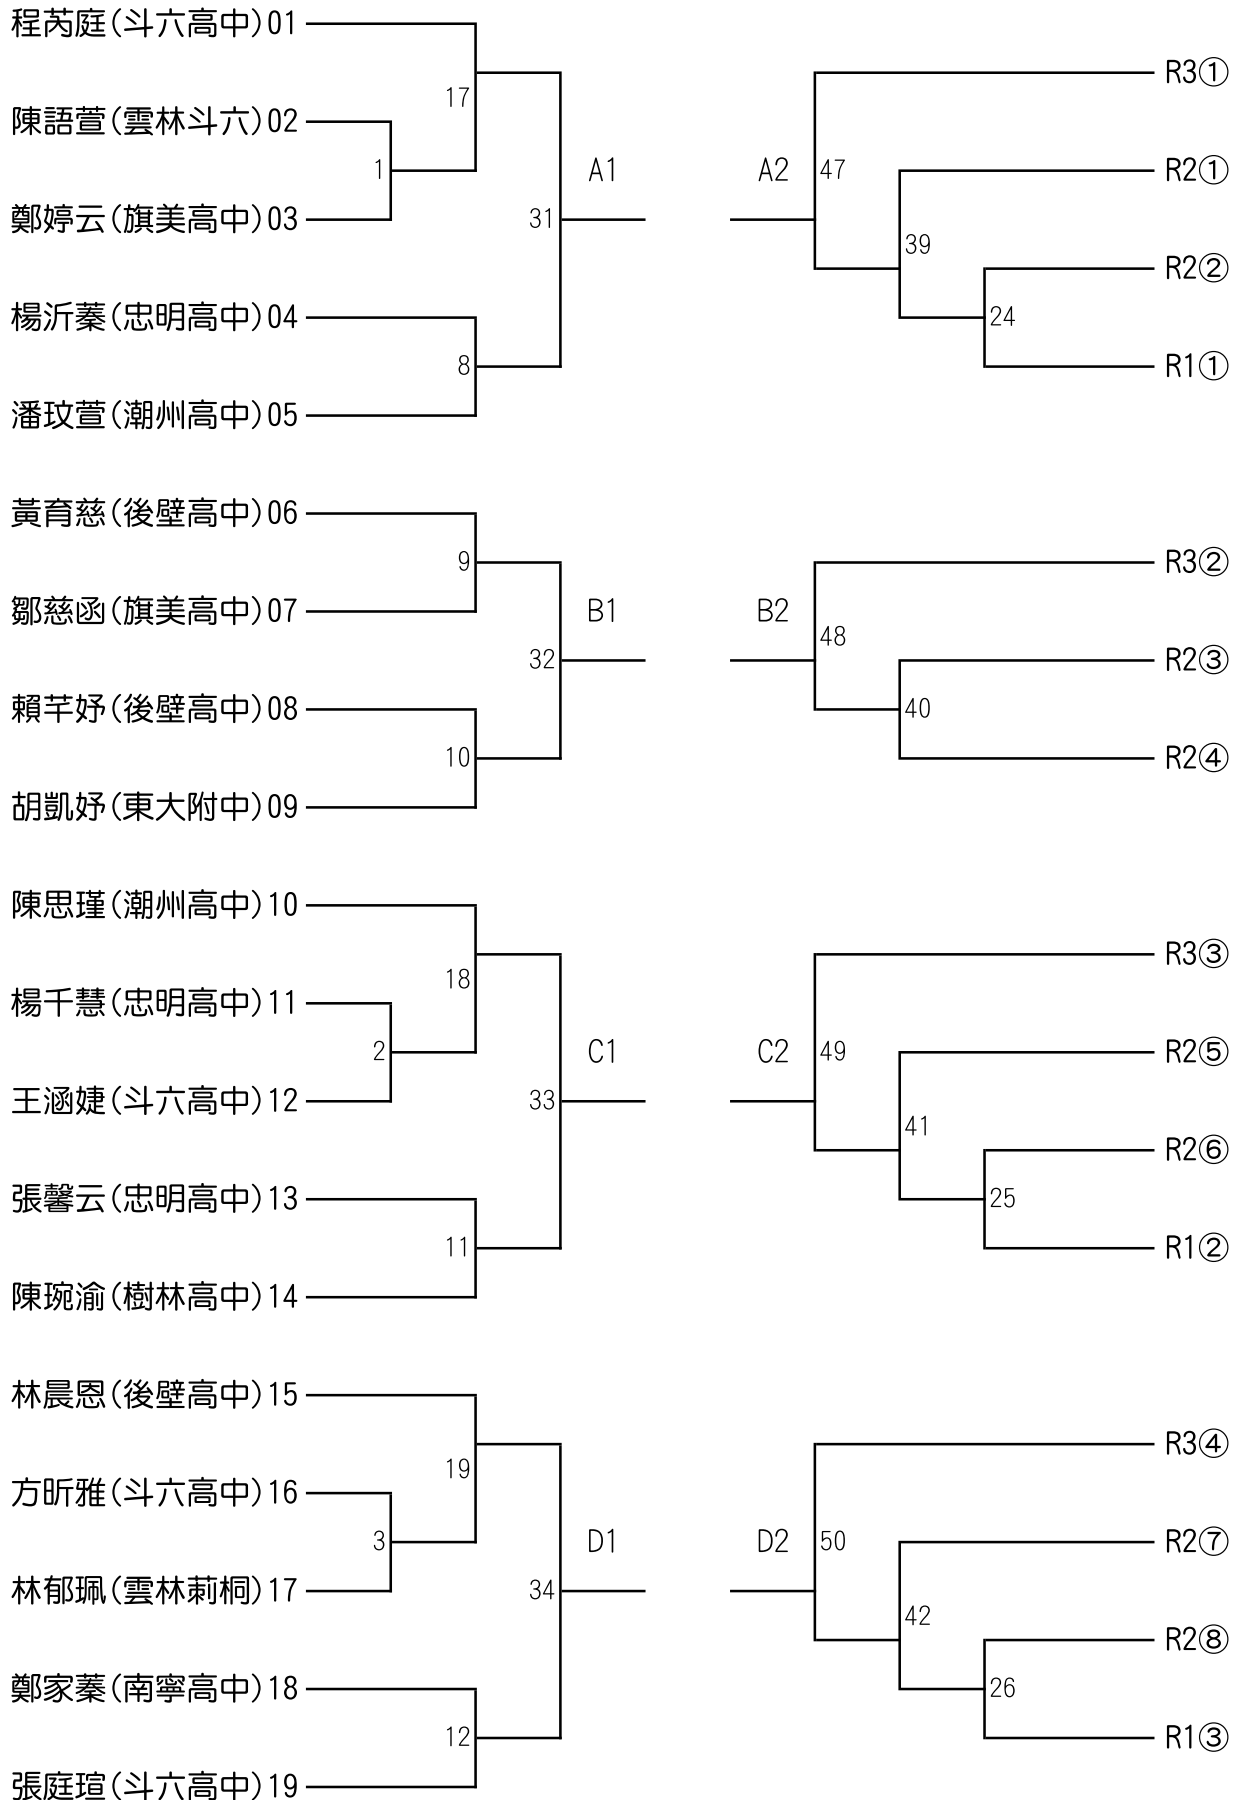 程芮庭(斗六高中)01
R3①
17
陳語萱(雲林斗六)02
1
A1
A2
47
R2①
鄭婷云(旗美高中)03
31
39
R2②
楊沂蓁(忠明高中)04
24
8
R1①
潘玟萱(潮州高中)05
黃育慈(後壁高中)06
9
R3②
鄒慈函(旗美高中)07
B1
B2
48
32
R2③
賴芊妤(後壁高中)08
40
10
R2④
胡凱妤(東大附中)09
陳思瑾(潮州高中)10
R3③
18
楊千慧(忠明高中)11
2
C1
C2
49
R2⑤
王涵婕(斗六高中)12
33
41
R2⑥
張馨云(忠明高中)13
25
11
R1②
陳琬渝(樹林高中)14
林晨恩(後壁高中)15
R3④
19
方昕雅(斗六高中)16
3
D1
D2
50
R2⑦
林郁珮(雲林莿桐)17
34
42
R2⑧
鄭家蓁(南寧高中)18
26
12
R1③
張庭瑄(斗六高中)19